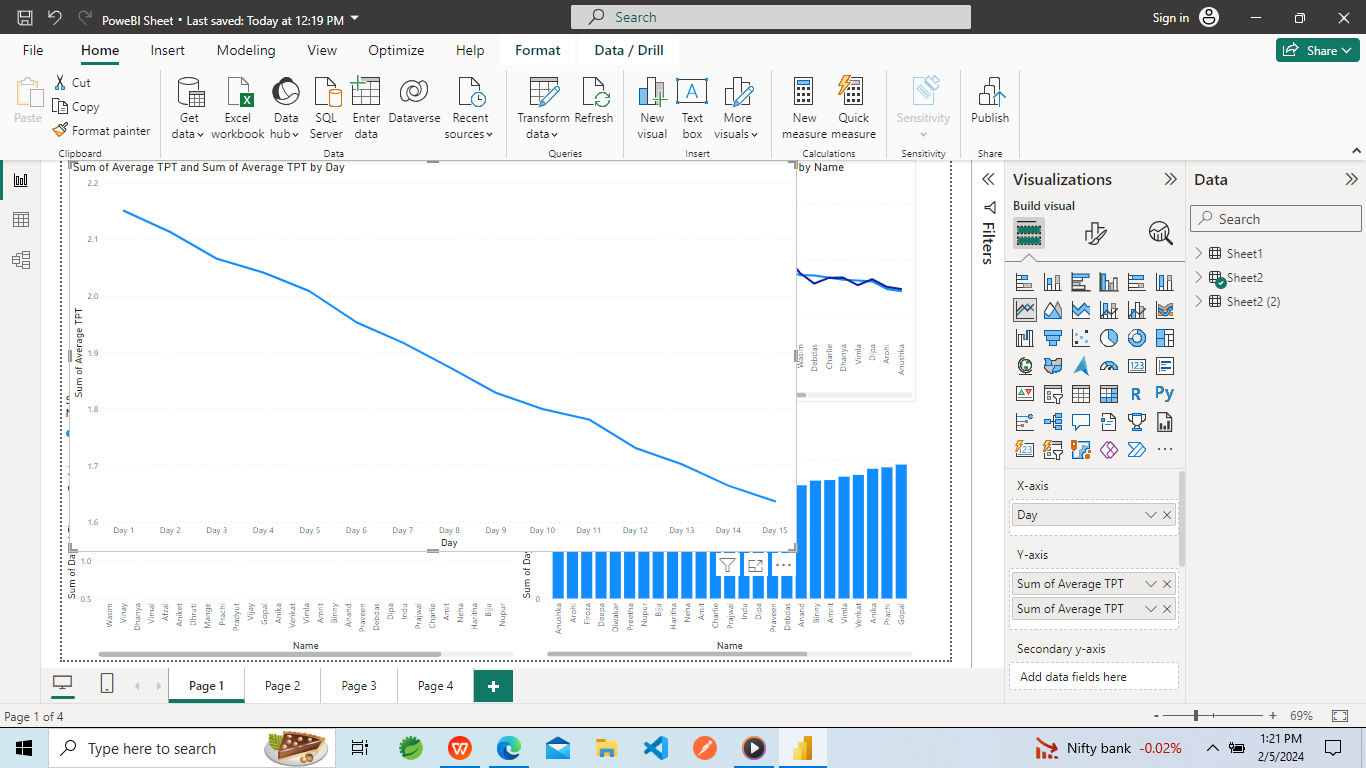 PoweBI Sheet • Last saved: Today at 12:19 PM
Search
Sign in
File
Home
Insert
Modeling
View
Optimize
Help
Format
Data / Drill
Share
Paste
Cut
Copy
Format painter
Clipboard
Get data
Excel workbook
Data hub
SQL Server
Enter data
Dataverse
Recent sources
Data
Transform data
Refresh
Queries
New visual
Text box
More visuals
Insert
New measure
Quick measure
Calculations
Sensitivity
Sensitivity
Publish
Share
Sum of Average TPT and Sum of Average TPT by Day
2.2
2.1
2.0
1.9
1.8
1.7
1.6
Sum of Average TPT
Day 1
Day 2
Day 3
Day 4
Day 5
Day 6
Day 7
Day 8
Day 9
Day 10
Day 11
Day 12
Day 13
Day 14
Day 15
Day
by Name
Wasim
Debdas
Charlie
Dhanya
Vimla
Dipa
Arohi
Anushka
Sum of Da
1.0
0.5
Wasim
Vinay
Dhanya
Vimal
Afzal
Aniket
Dhruti
Mange
Prachi
Pradyut
Vijay
Gopal
Anika
Venkat
Vimla
Amrit
Binny
Anand
Praveen
Debdas
Dipa
Indu
Prajwal
Charlie
Amit
Neha
Haritha
Biju
Nupur
Name
Sum of Da
0
Anushka
Arohi
Firoza
Deepa
Diwakar
Preetha
Nupur
Biju
Haritha
Neha
Amit
Charlie
Prajwal
Indu
Dipa
Praveen
Debdas
Anand
Binny
Amrit
Vimla
Venkat
Anika
Prachi
Gopal
Name
Filters
Visualizations
Build visual
123
R
Py
123
X-axis
Day
Y-axis
Sum of Average TPT
Sum of Average TPT
Secondary y-axis
Add data fields here
Data
Search
Sheet1
Sheet2
Sheet2 (2)
Page 1
Page 2
Page 3
Page 4
+
Page 1 of 4
-
+
69%
Type here to search
Nifty bank -0.02%
1:21 PM
2/5/2024